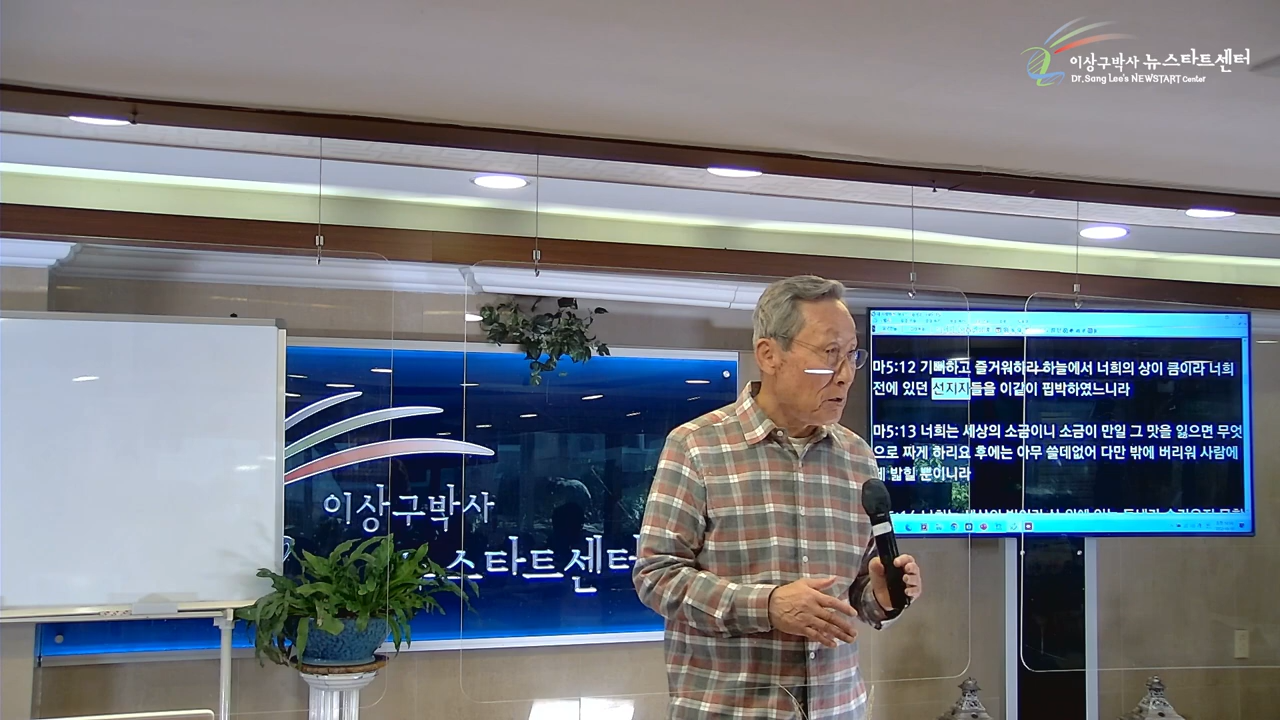 이상구박사 뉴스타트센터
Dr. Sang Lee's NEWSTART Center
마5:12 기뻐하고 즐거워하라 하늘에서 너희의 상이 큼이라 너희
전에 있던 선지자들을 이같이 핍박하였느니라
마5:13 너희는 세상의 소금이니 소금이 만일 그 맛을 잃으면 무엇
으로 짜게 하리요 후에는 아무 쓸데없어 다만 밖에 버리워 사람에
게 밟힐 뿐이니라
이상구박사
스타트센터